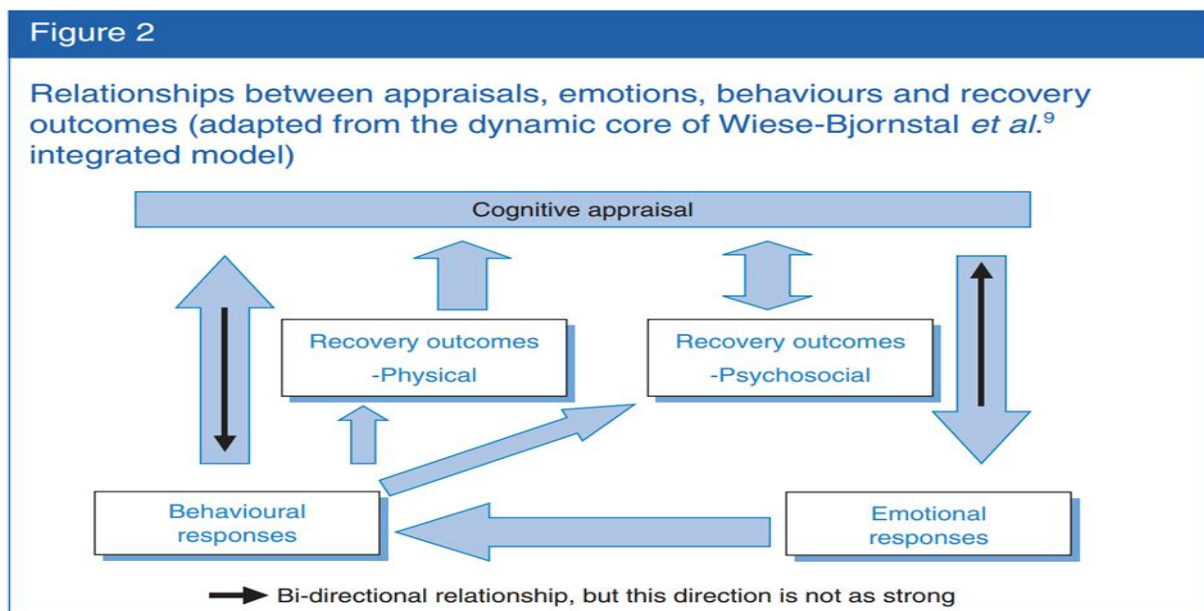 Figure 2
Relationships between appraisals, emotions, behaviours and recovery
outcomes (adapted from the dynamic core of Wiese-Bjornstal et al.⁹
integrated model)
Cognitive appraisal
Recovery outcomes
-Physical
Recovery outcomes
-Psychosocial
Behavioural
responses
Emotional
responses
Bi-directional relationship, but this direction is not as strong